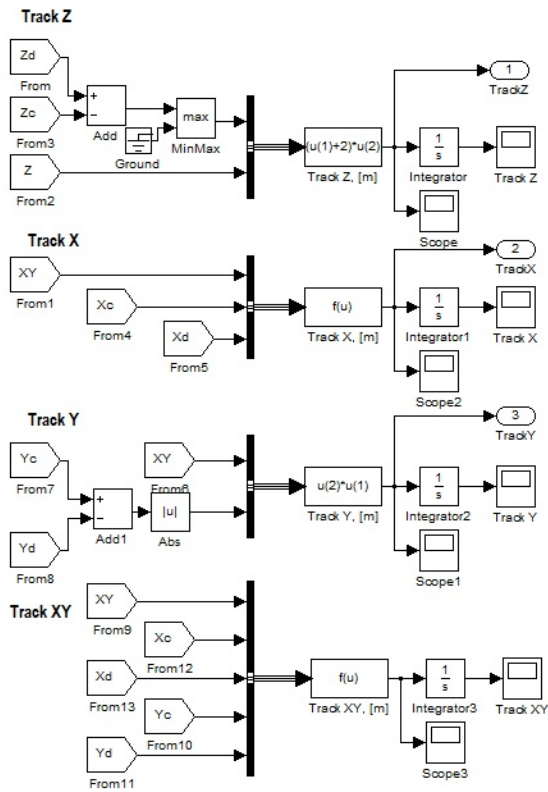 Track Z
Zd
From
Zc
From3
+
−
Add
Ground
max
MinMax
Z
From2
(u(1)+2)*u(2)
Track Z, [m]
1
TrackZ
1
s
Integrator
Track Z
Scope
Track X
XY
From1
Xc
From4
Xd
From5
f(u)
Track X, [m]
2
TrackX
1
s
Integrator1
Track X
Scope2
Track Y
Yc
From7
Yd
From8
+
−
Add1
XY
From6
|u|
Abs
u(2)*u(1)
Track Y, [m]
3
TrackY
1
s
Integrator2
Track Y
Scope1
Track XY
XY
From9
Xc
From12
Xd
From13
Yc
From10
Yd
From11
f(u)
Track XY, [m]
1
s
Integrator3
Track XY
Scope3